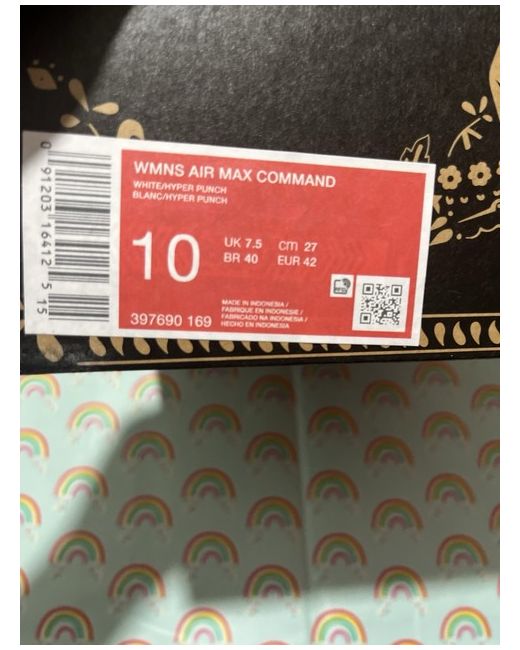 WMNS AIR MAX COMMAND
WHITE/HYPER PUNCH
BLANC/HYPER PUNCH
10
UK 7.5 cm 27
BR 40 EUR 42
397690 169
MADE IN INDONESIA /
FABRIQUE EN INDONESIE /
FABRICADO NA INDONESIA /
HECHO EN INDONESIA
0 91203 16412 5 15